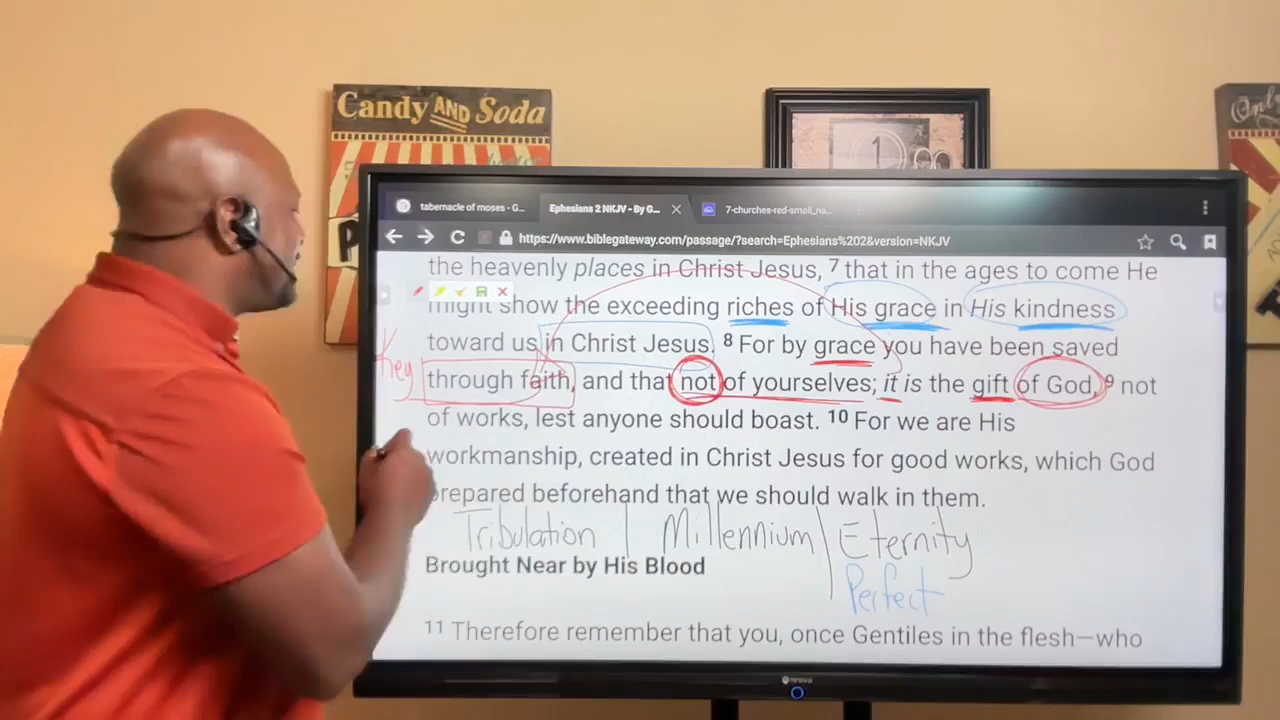 Candy AND Soda
1
Onl
tabernacle of moses - G...
Ephesians 2 NKJV - By G...
7-churches-red-small_na...
https://www.biblegateway.com/passage/?search=Ephesians%202&version=NKJV
the heavenly places in Christ Jesus, 7 that in the ages to come He
might show the exceeding riches of His grace in His kindness
toward us in Christ Jesus. 8 For by grace you have been saved
Key
through faith, and that not of yourselves; it is the gift of God, 9 not
of works, lest anyone should boast. 10 For we are His
workmanship, created in Christ Jesus for good works, which God
prepared beforehand that we should walk in them.
Tribulation | Millennium | Eternity
Brought Near by His Blood
Perfect
11 Therefore remember that you, once Gentiles in the flesh—who